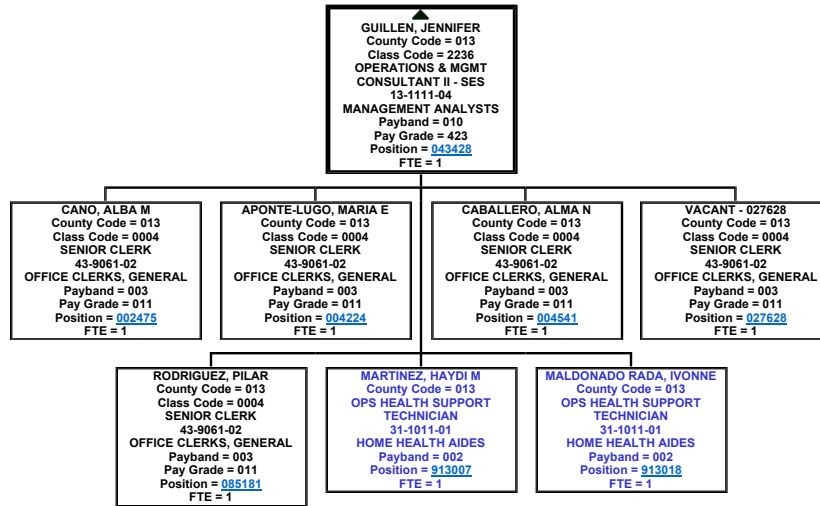 GUILLEN, JENNIFER
County Code = 013
Class Code = 2236
OPERATIONS & MGMT
CONSULTANT II - SES
13-1111-04
MANAGEMENT ANALYSTS
Payband = 010
Pay Grade = 423
Position = 043428
FTE = 1
CANO, ALBA M
County Code = 013
Class Code = 0004
SENIOR CLERK
43-9061-02
OFFICE CLERKS, GENERAL
Payband = 003
Pay Grade = 011
Position = 002475
FTE = 1
APONTE-LUGO, MARIA E
County Code = 013
Class Code = 0004
SENIOR CLERK
43-9061-02
OFFICE CLERKS, GENERAL
Payband = 003
Pay Grade = 011
Position = 004224
FTE = 1
CABALLERO, ALMA N
County Code = 013
Class Code = 0004
SENIOR CLERK
43-9061-02
OFFICE CLERKS, GENERAL
Payband = 003
Pay Grade = 011
Position = 004541
FTE = 1
VACANT - 027628
County Code = 013
Class Code = 0004
SENIOR CLERK
43-9061-02
OFFICE CLERKS, GENERAL
Payband = 003
Pay Grade = 011
Position = 027628
FTE = 1
RODRIGUEZ, PILAR
County Code = 013
Class Code = 0004
SENIOR CLERK
43-9061-02
OFFICE CLERKS, GENERAL
Payband = 003
Pay Grade = 011
Position = 085181
FTE = 1
MARTINEZ, HAYDI M
County Code = 013
OPS HEALTH SUPPORT
TECHNICIAN
31-1011-01
HOME HEALTH AIDES
Payband = 002
Position = 913007
FTE = 1
MALDONADO RADA, IVONNE
County Code = 013
OPS HEALTH SUPPORT
TECHNICIAN
31-1011-01
HOME HEALTH AIDES
Payband = 002
Position = 913018
FTE = 1